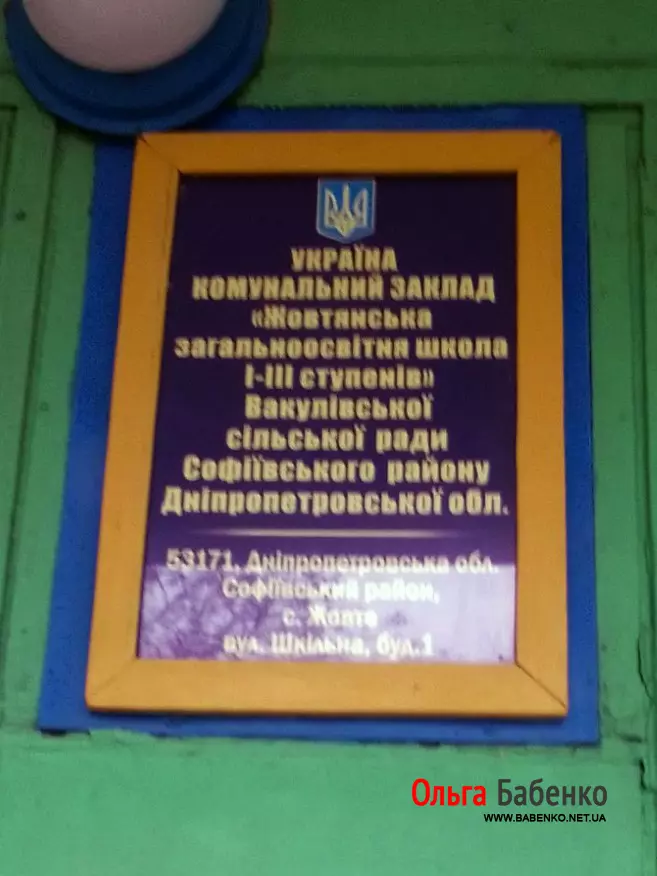 УКРАЇНА
КОМУНАЛЬНИЙ ЗАКЛАД
«Жовтянська
загальноосвітня школа
І-ІІІ ступенів»
Вакулівської
сільської ради
Софіївського району
Дніпропетровської обл.
53171, Дніпропетровська обл.
Софіївський район,
с. Жовте
вул. Шкільна, буд.1
Ольга Бабенко
WWW.BABENKO.NET.UA